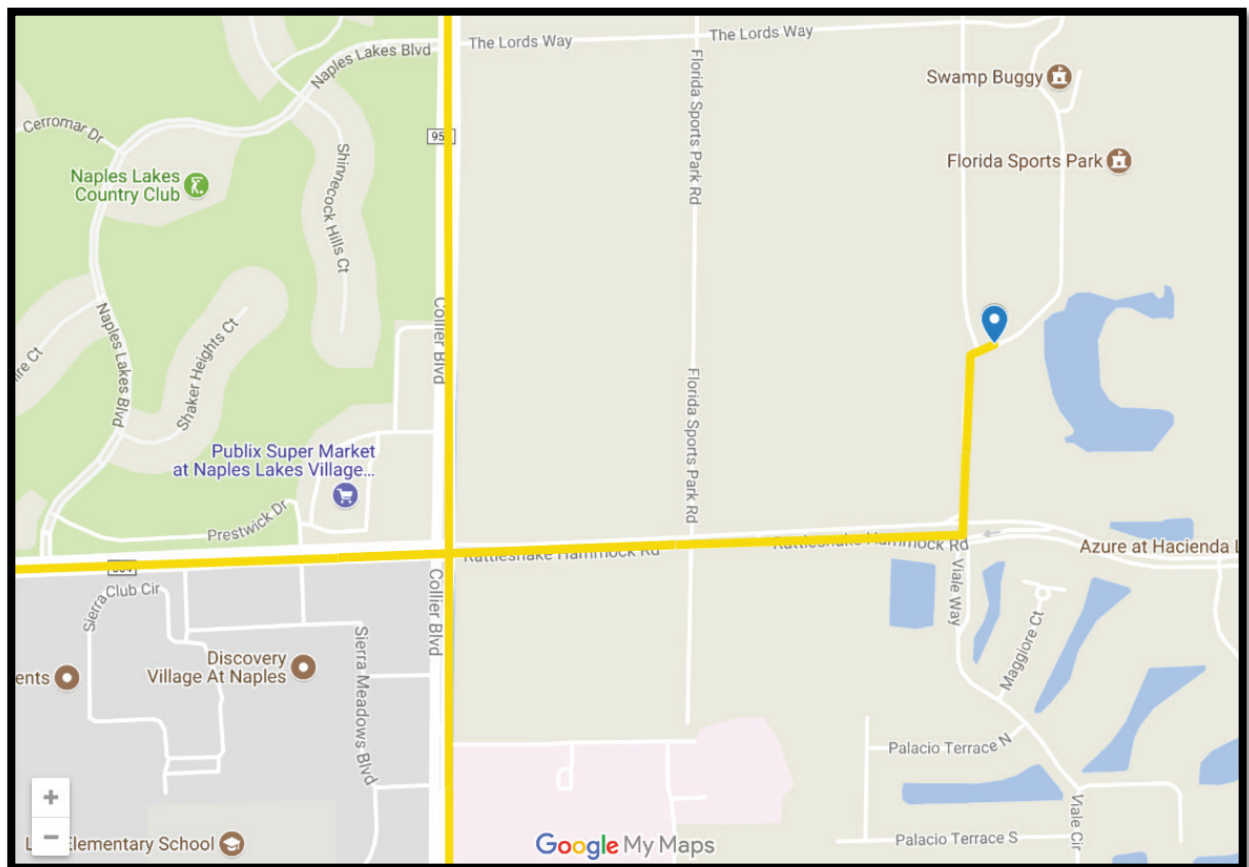 The Lords Way
The Lords Way
Naples Lakes Blvd
Florida Sports Park Rd
Swamp Buggy
Cerromar Dr
95
Shinnecock Hills Ct
Florida Sports Park
Naples Lakes
Country Club
Collier Blvd
Naples Lakes Blvd
Shaker Heights Ct
Ct
Florida Sports Park Rd
Publix Super Market
at Naples Lakes Village...
Prestwick Dr
Rattlesnake Hammock Rd
Rattlesnake Hammock Rd
Azure at Hacienda L
Collier Blvd
Club Cir
Sierra
Viale Way
Maggiore Ct
Sierra Meadows Blvd
Discovery
Village At Naples
ents
Palacio Terrace N
Viale Cir
+
−
Elementary School
Google My Maps
Palacio Terrace S